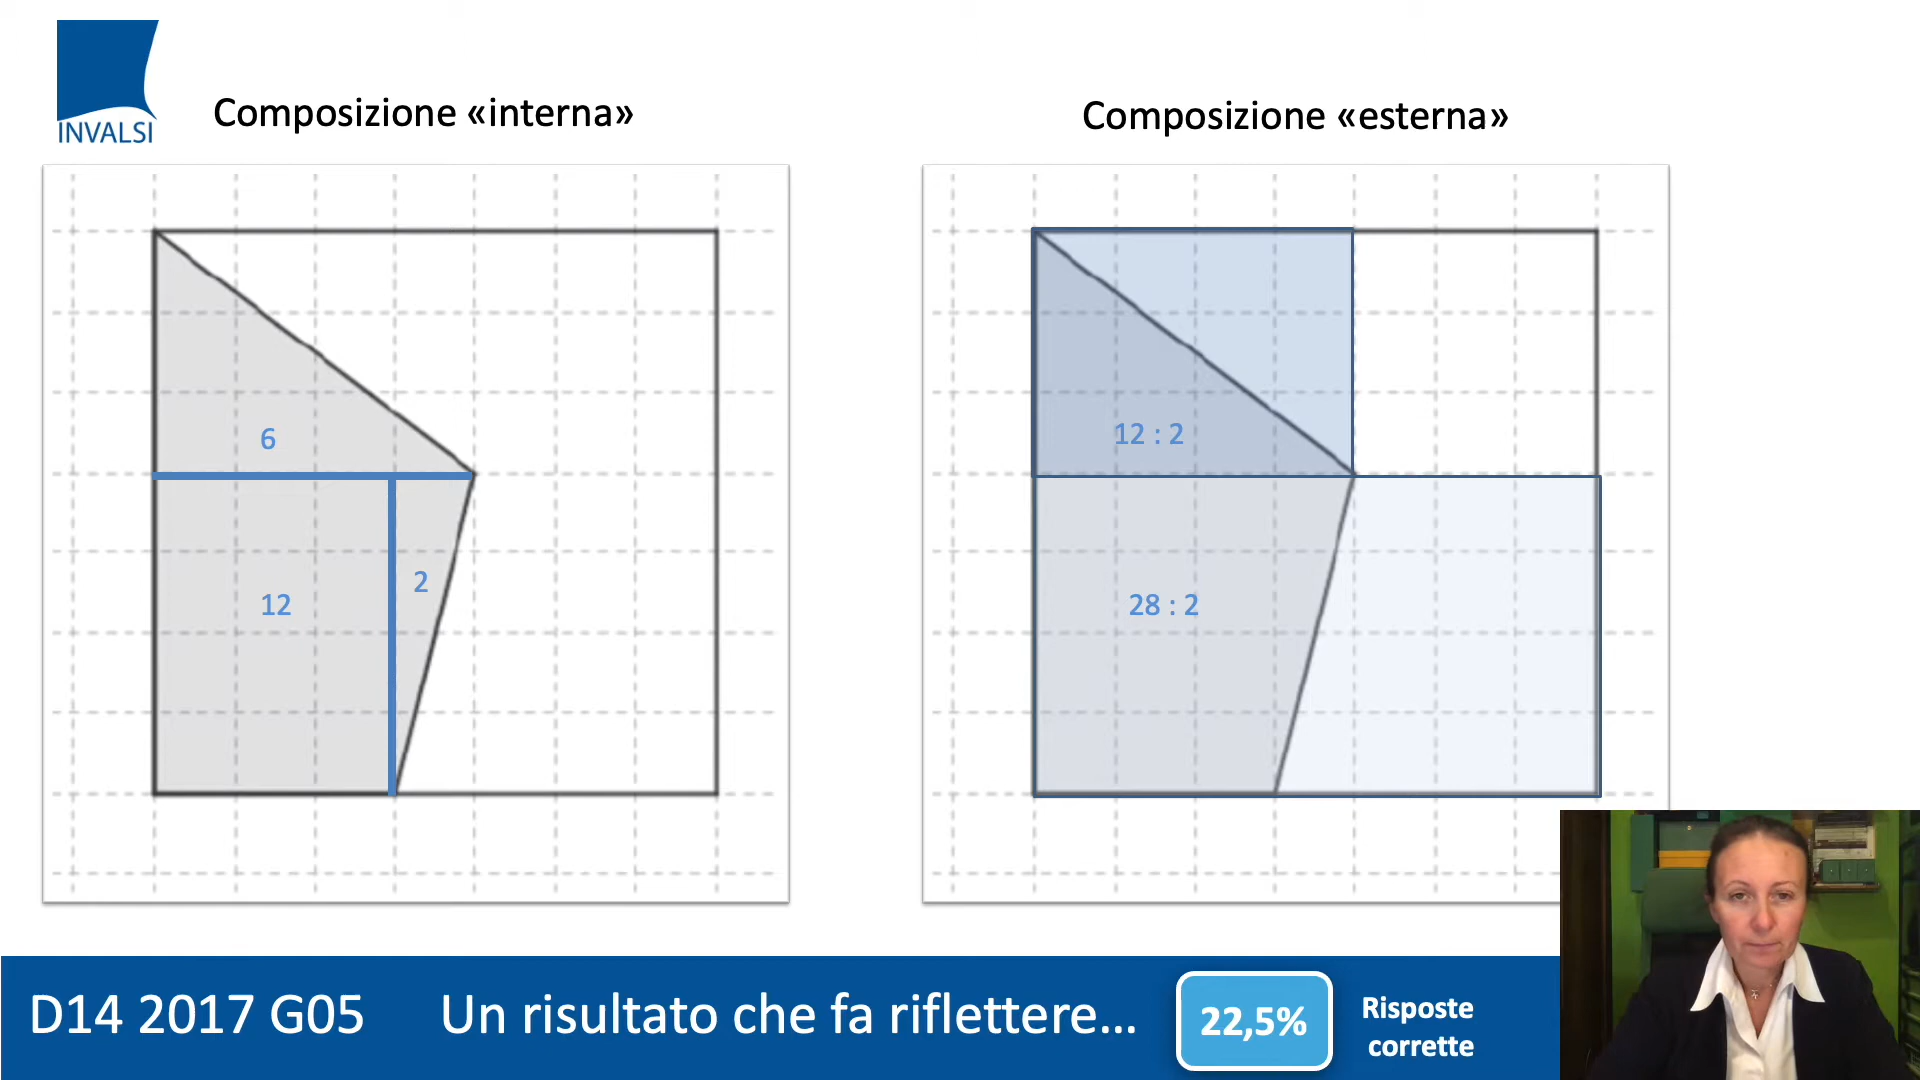 INVALSI
Composizione «interna»
Composizione «esterna»
6
12
2
12 : 2
28 : 2
D14 2017 G05
Un risultato che fa riflettere...
22,5%
Risposte
corrette